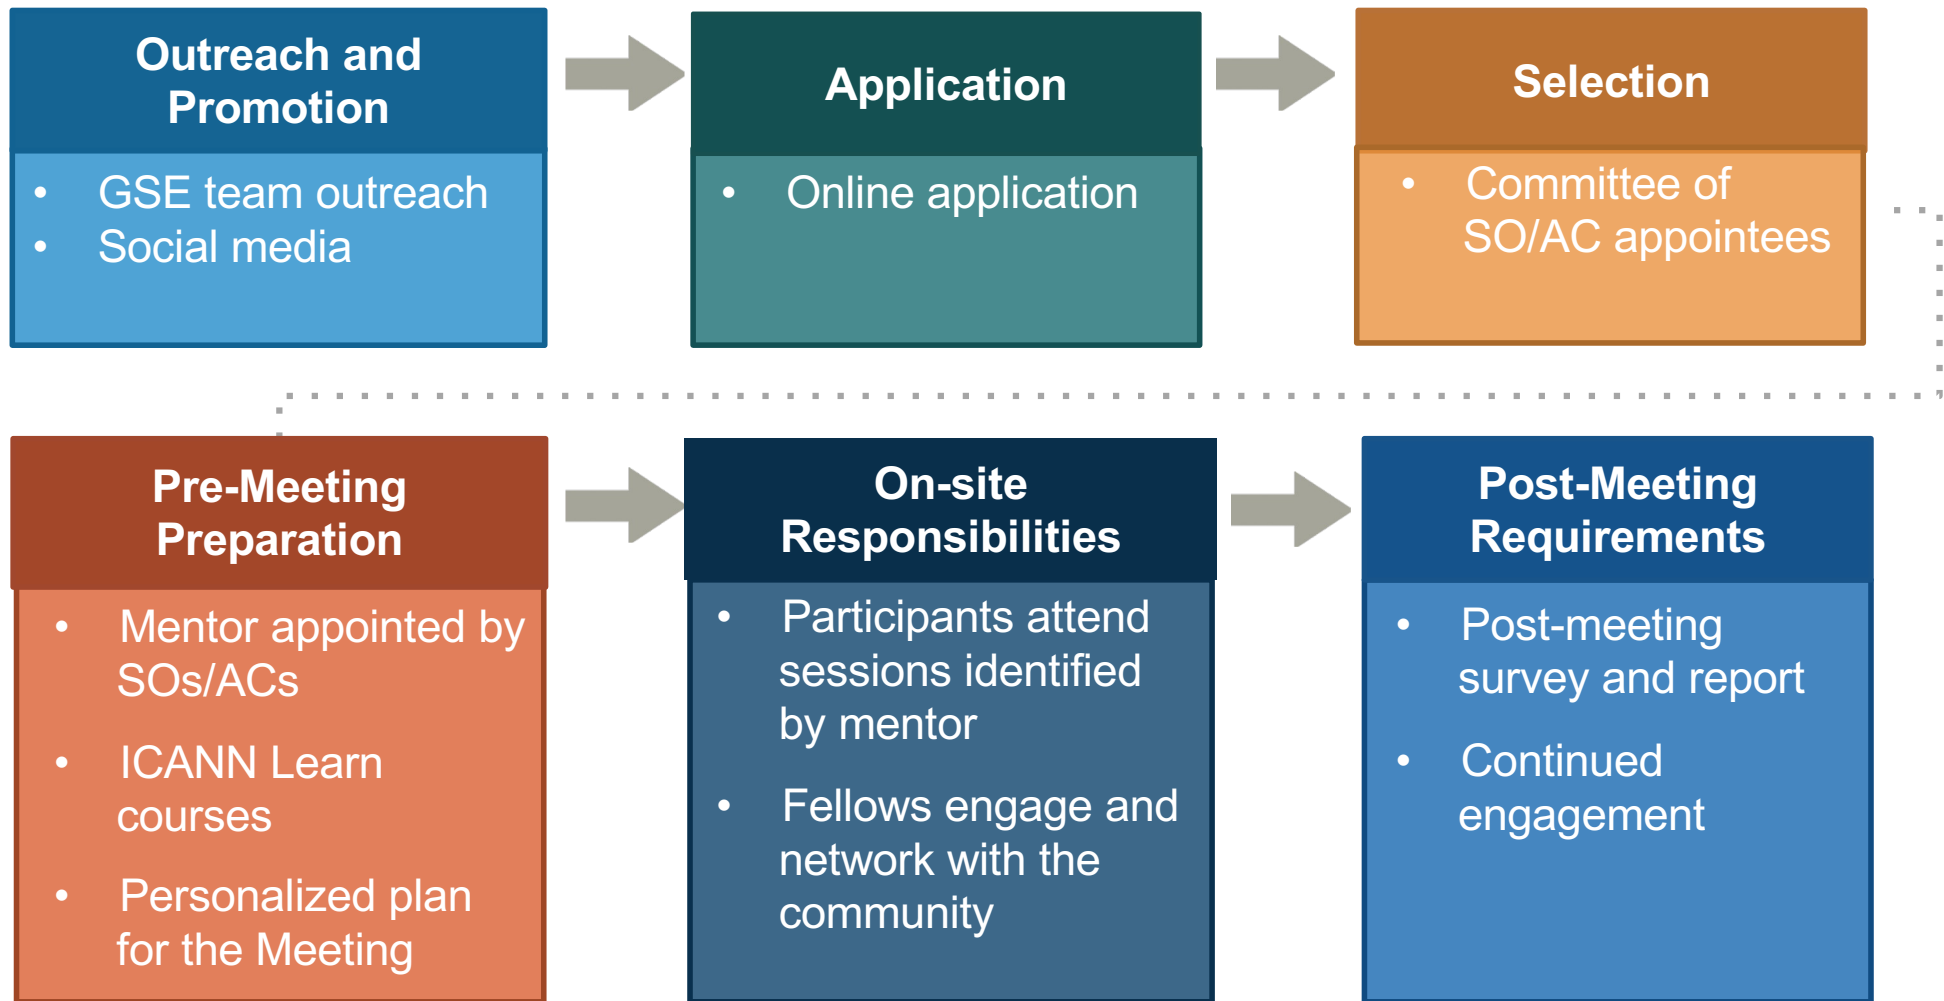 Outreach and
Promotion
• GSE team outreach
• Social media
Application
• Online application
Selection
• Committee of
SO/AC appointees
Pre-Meeting
Preparation
• Mentor appointed by
SOs/ACs
• ICANN Learn
courses
• Personalized plan
for the Meeting
On-site
Responsibilities
• Participants attend
sessions identified
by mentor
• Fellows engage and
network with the
community
Post-Meeting
Requirements
• Post-meeting
survey and report
• Continued
engagement